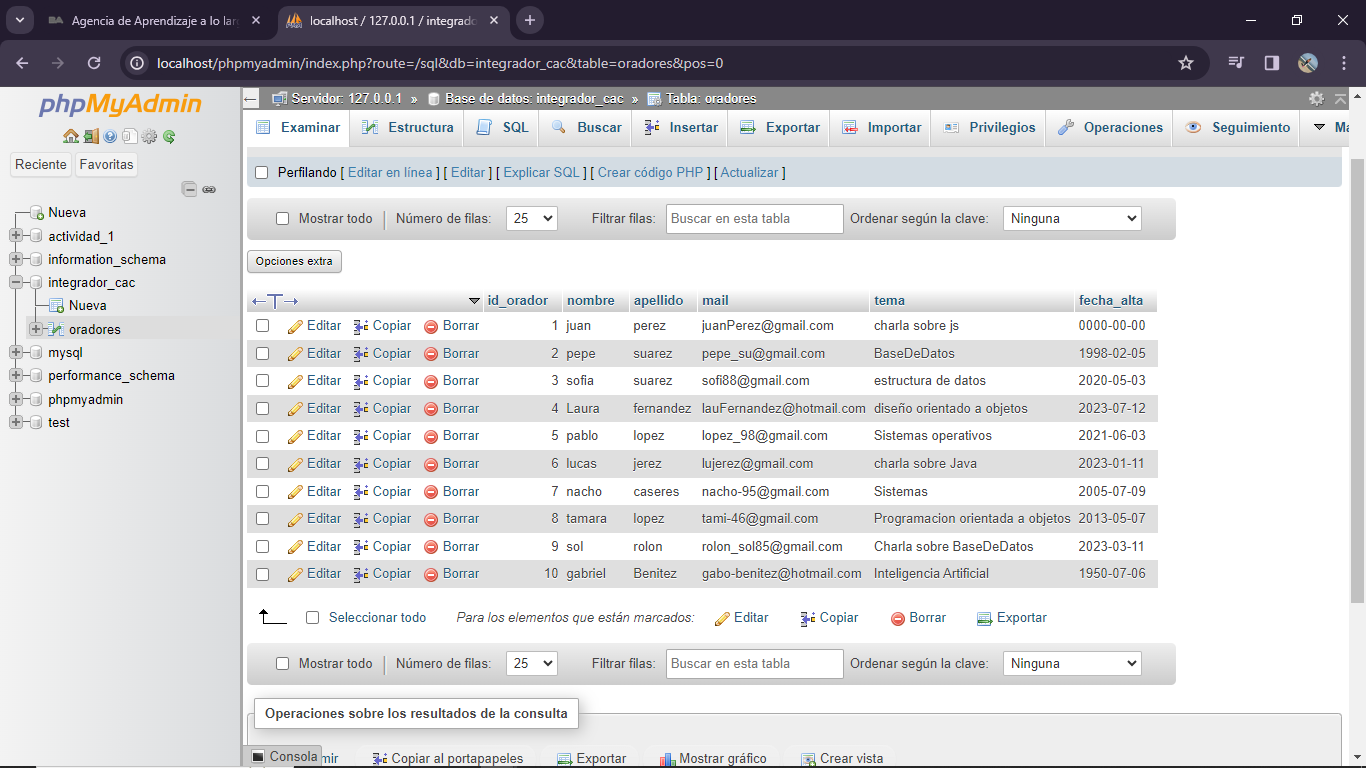 Agencia de Aprendizaje a lo lar
localhost / 127.0.0.1 / integrado
localhost/phpmyadmin/index.php?route=/sql&db=integrador_cac&table=oradores&pos=0
phpMyAdmin
Reciente Favoritas
Nueva
actividad_1
information_schema
integrador_cac
Nueva
oradores
mysql
performance_schema
phpmyadmin
test
Servidor: 127.0.0.1 » Base de datos: integrador_cac » Tabla: oradores
Examinar Estructura SQL Buscar Insertar Exportar Importar Privilegios Operaciones Seguimiento Má
Perfilando [ Editar en línea ] [ Editar ] [ Explicar SQL ] [ Crear código PHP ] [ Actualizar ]
Mostrar todo Número de filas: 25 Filtrar filas: Buscar en esta tabla Ordenar según la clave: Ninguna
Opciones extra
←T→ id_orador nombre apellido mail tema fecha_alta
Editar Copiar Borrar 1 juan perez juanPerez@gmail.com charla sobre js 0000-00-00
Editar Copiar Borrar 2 pepe suarez pepe_su@gmail.com BaseDeDatos 1998-02-05
Editar Copiar Borrar 3 sofia suarez sofi88@gmail.com estructura de datos 2020-05-03
Editar Copiar Borrar 4 Laura fernandez lauFernandez@hotmail.com diseño orientado a objetos 2023-07-12
Editar Copiar Borrar 5 pablo lopez lopez_98@gmail.com Sistemas operativos 2021-06-03
Editar Copiar Borrar 6 lucas jerez lujerez@gmail.com charla sobre Java 2023-01-11
Editar Copiar Borrar 7 nacho caseres nacho-95@gmail.com Sistemas 2005-07-09
Editar Copiar Borrar 8 tamara lopez tami-46@gmail.com Programacion orientada a objetos 2013-05-07
Editar Copiar Borrar 9 sol rolon rolon_sol85@gmail.com Charla sobre BaseDeDatos 2023-03-11
Editar Copiar Borrar 10 gabriel Benitez gabo-benitez@hotmail.com Inteligencia Artificial 1950-07-06
Seleccionar todo Para los elementos que están marcados: Editar Copiar Borrar Exportar
Mostrar todo Número de filas: 25 Filtrar filas: Buscar en esta tabla Ordenar según la clave: Ninguna
Operaciones sobre los resultados de la consulta
Consola mir Copiar al portapapeles Exportar Mostrar gráfico Crear vista